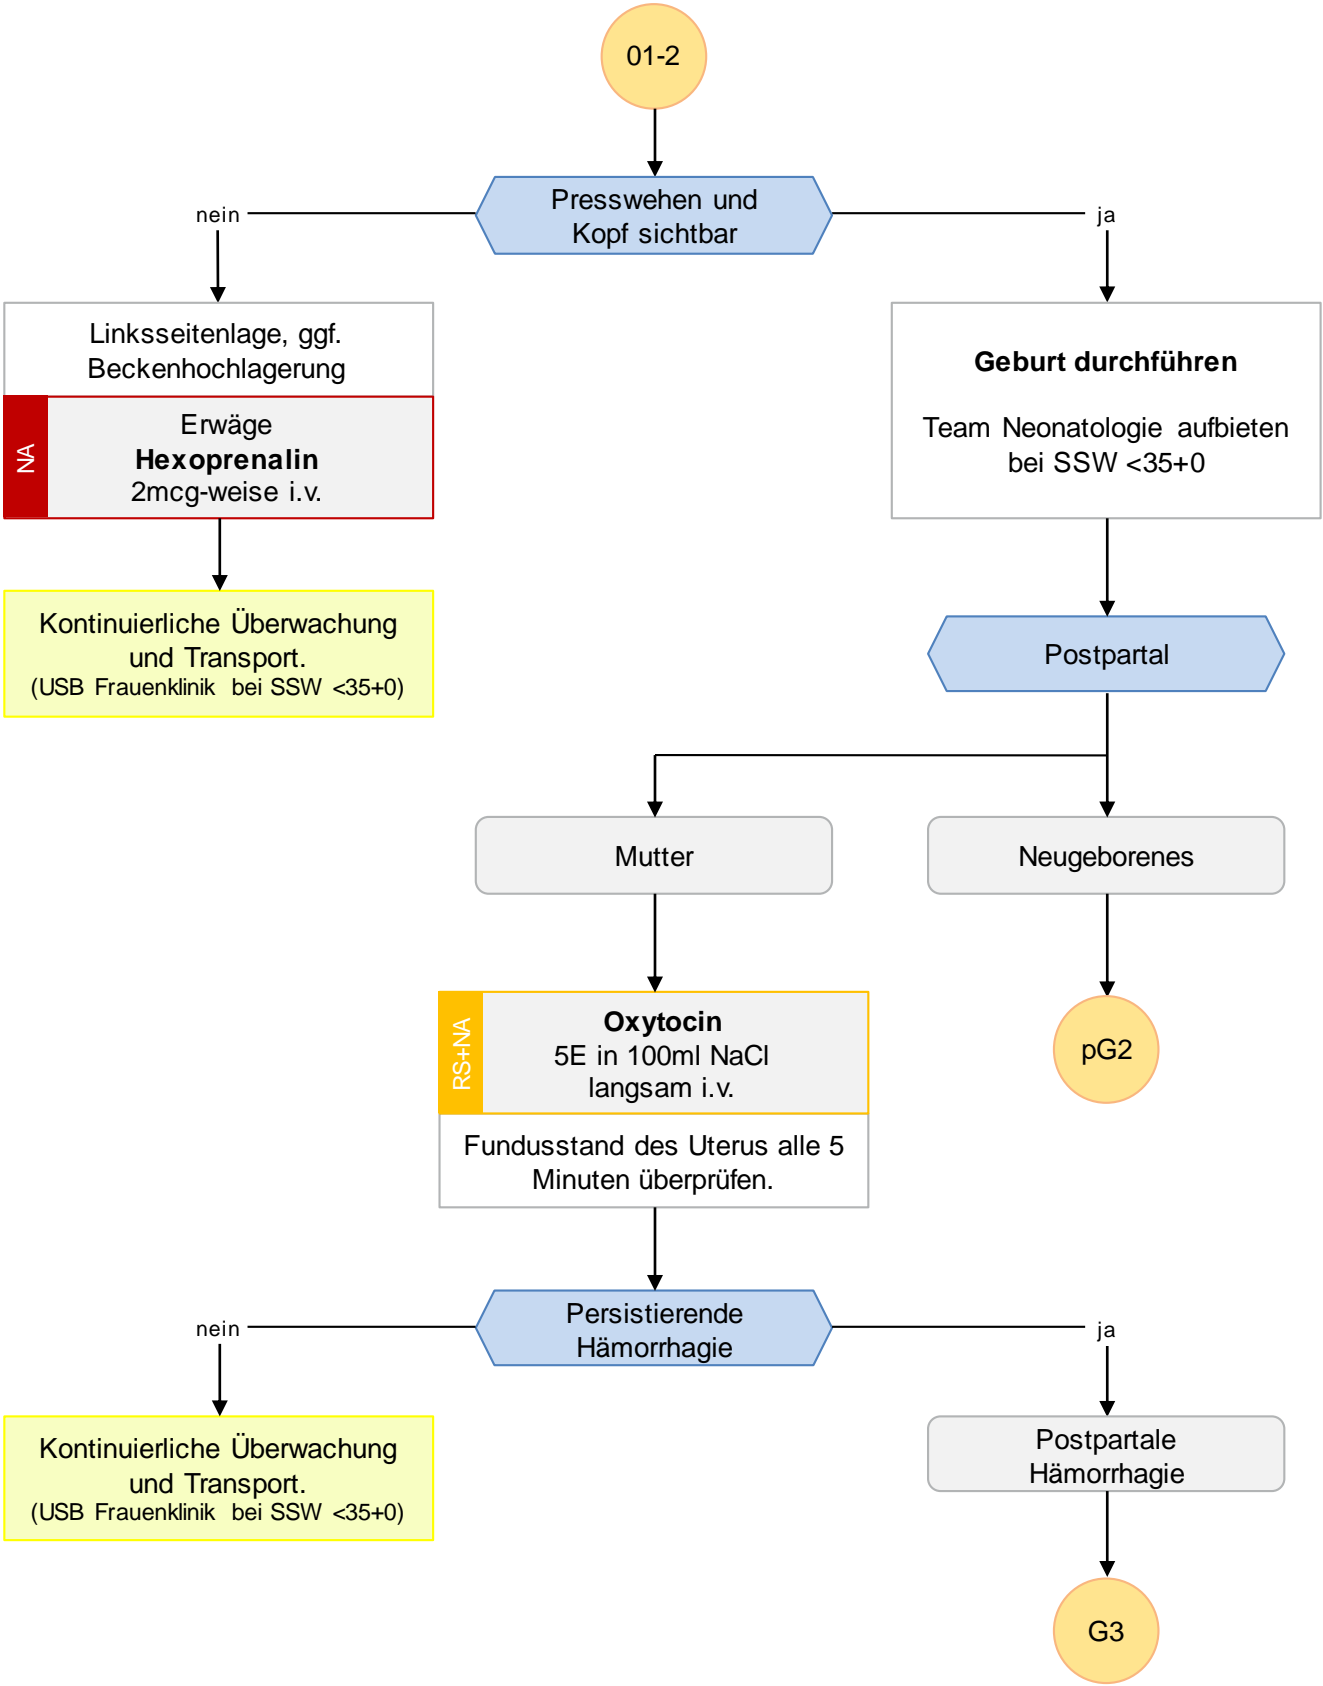 01-2
Presswehen und
Kopf sichtbar
nein
ja
Linksseitenlage, ggf.
Beckenhochlagerung
NA
Erwäge
Hexoprenalin
2mcg-weise i.v.
Kontinuierliche Überwachung
und Transport.
(USB Frauenklinik bei SSW <35+0)
Geburt durchführen
Team Neonatologie aufbieten
bei SSW <35+0
Postpartal
Mutter
Neugeborenes
RS+NA
Oxytocin
5E in 100ml NaCl
langsam i.v.
Fundusstand des Uterus alle 5
Minuten überprüfen.
pG2
Persistierende
Hämorrhagie
nein
ja
Kontinuierliche Überwachung
und Transport.
(USB Frauenklinik bei SSW <35+0)
Postpartale
Hämorrhagie
G3